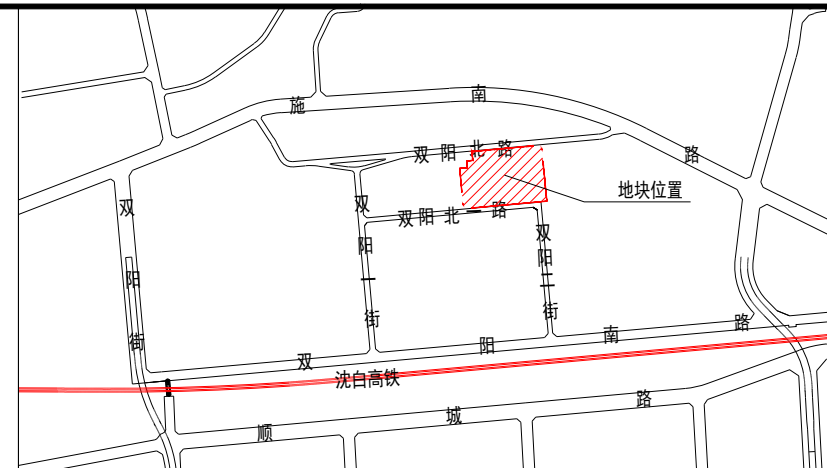 施南路
双阳北路
地块位置
双阳北一路
双阳街
双阳一街
双阳二街
双阳南路
沈白高铁
顺城路